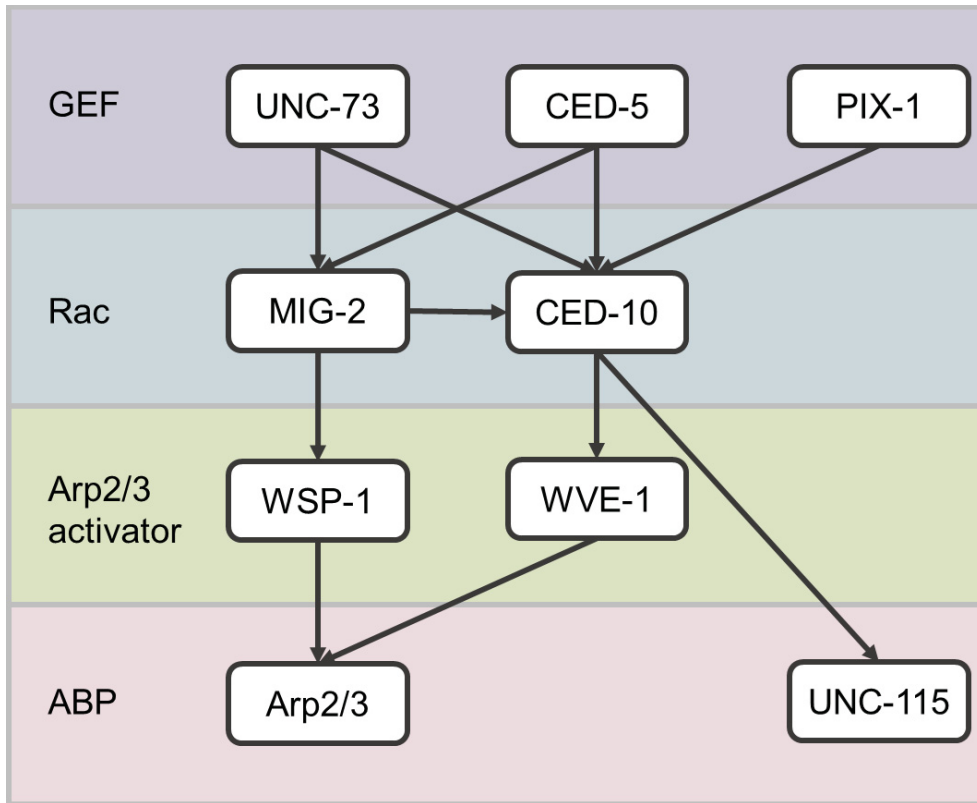 GEF
UNC-73
CED-5
PIX-1
Rac
MIG-2
CED-10
Arp2/3
activator
WSP-1
WVE-1
ABP
Arp2/3
UNC-115